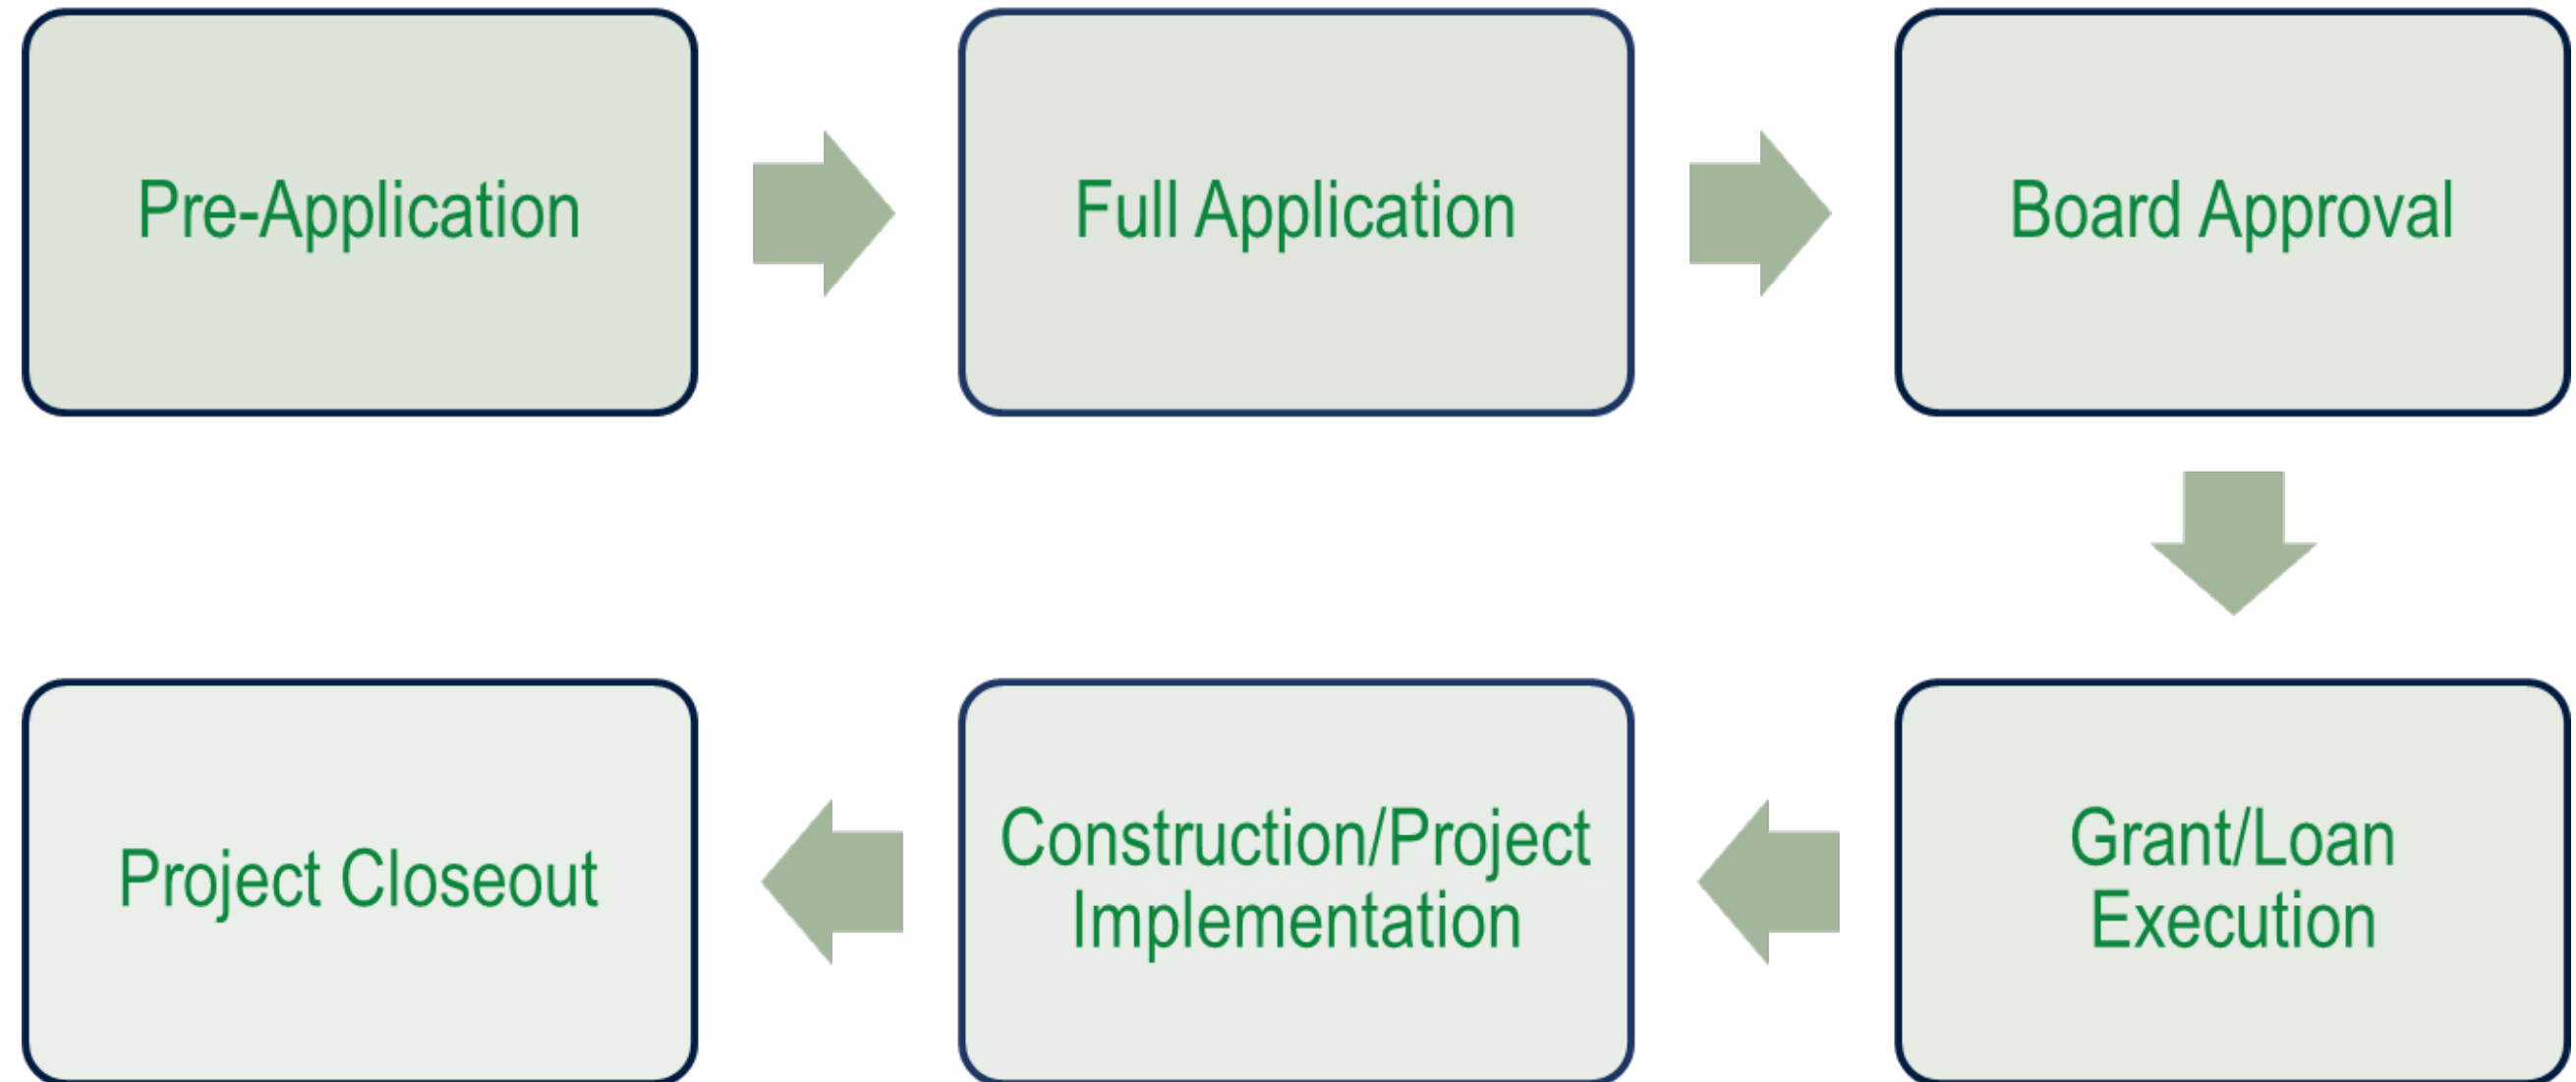 Pre-Application
Full Application
Board Approval
Grant/Loan
Execution
Construction/Project
Implementation
Project Closeout